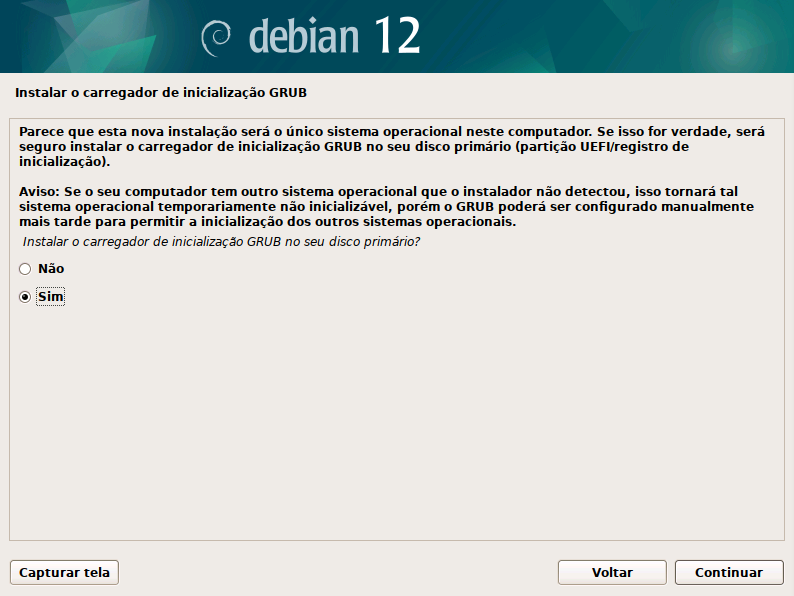 debian 12
Instalar o carregador de inicialização GRUB
Parece que esta nova instalação será o único sistema operacional neste computador. Se isso for verdade, será
seguro instalar o carregador de inicialização GRUB no seu disco primário (partição UEFI/registro de
inicialização).
Aviso: Se o seu computador tem outro sistema operacional que o instalador não detectou, isso tornará tal
sistema operacional temporariamente não inicializável, porém o GRUB poderá ser configurado manualmente
mais tarde para permitir a inicialização dos outros sistemas operacionais.
Instalar o carregador de inicialização GRUB no seu disco primário?
Não
Sim
Capturar tela
Voltar
Continuar